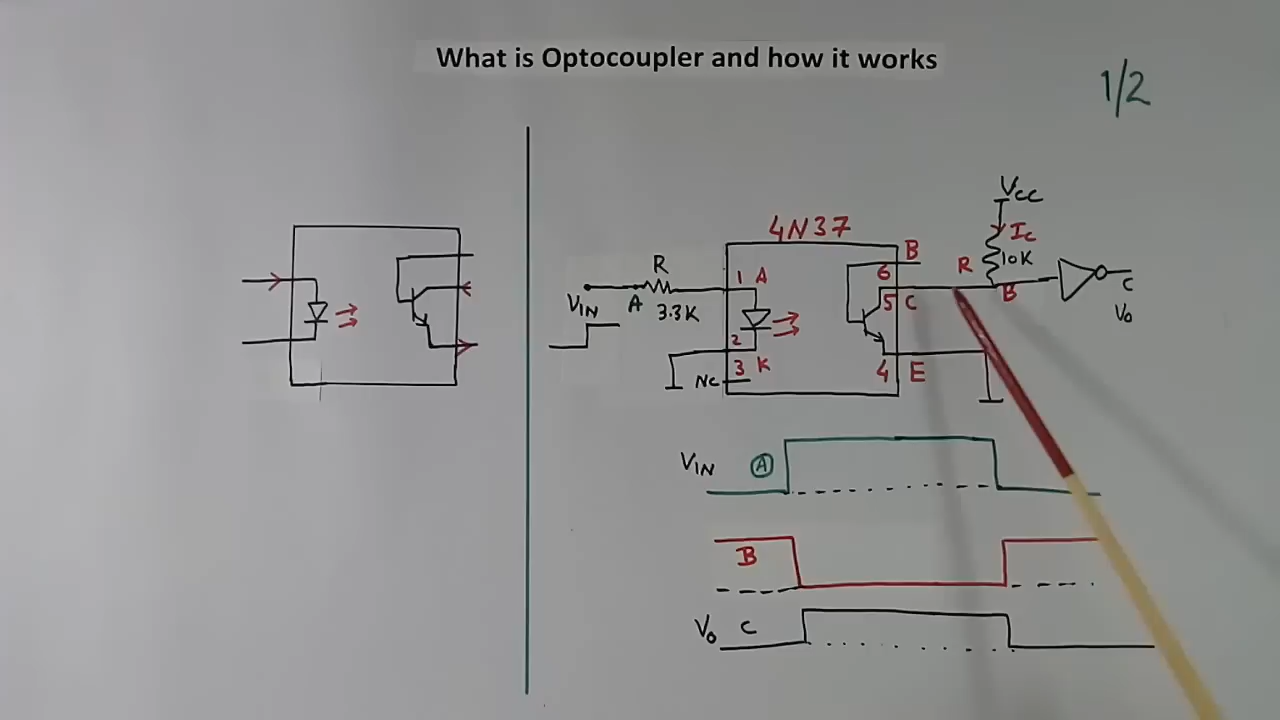 What is Optocoupler and how it works
1/2
Vcc
4N37
Ic
B
R
10K
R
1 A
6
VIN
A
3.3K
5 C
B
C
Vo
2
NC
3 K
4 E
VIN A
B
Vo C